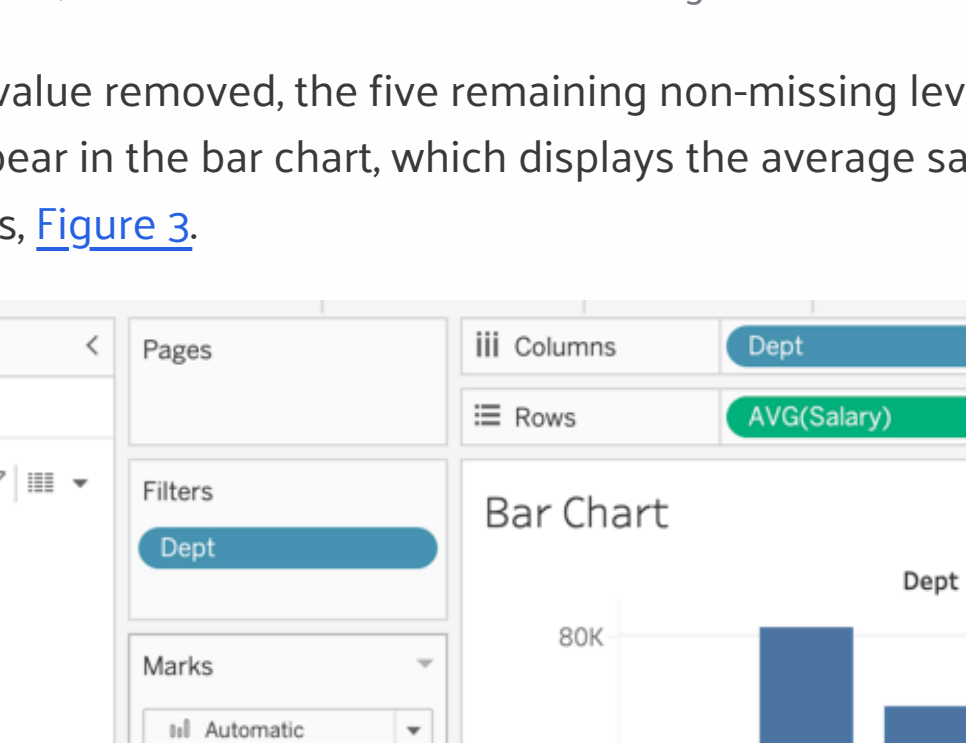 value removed, the five remaining non-missing lev
pear in the bar chart, which displays the average sa
s, Figure 3.
Pages
Columns
Dept
Rows
AVG(Salary)
Filters
Dept
Bar Chart
Dept
80K
Marks
Automatic